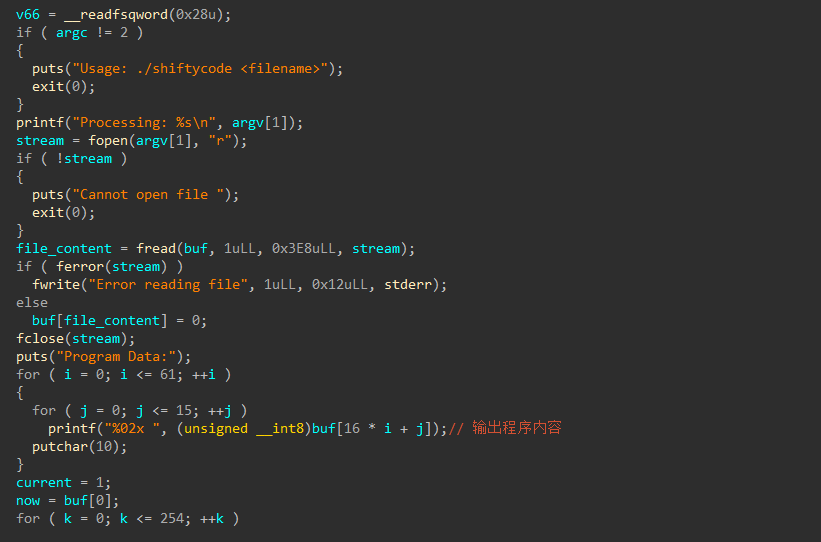 v66 = __readfsqword(0x28u);
if ( argc != 2 )
{
  puts("Usage: ./shiftycode <filename>");
  exit(0);
}
printf("Processing: %s\n", argv[1]);
stream = fopen(argv[1], "r");
if ( !stream )
{
  puts("Cannot open file ");
  exit(0);
}
file_content = fread(buf, 1uLL, 0x3E8uLL, stream);
if ( ferror(stream) )
  fwrite("Error reading file", 1uLL, 0x12uLL, stderr);
else
  buf[file_content] = 0;
fclose(stream);
puts("Program Data:");
for ( i = 0; i <= 61; ++i )
{
  for ( j = 0; j <= 15; ++j )
    printf("%02x ", (unsigned __int8)buf[16 * i + j]);// 输出程序内容
  putchar(10);
}
current = 1;
now = buf[0];
for ( k = 0; k <= 254; ++k )